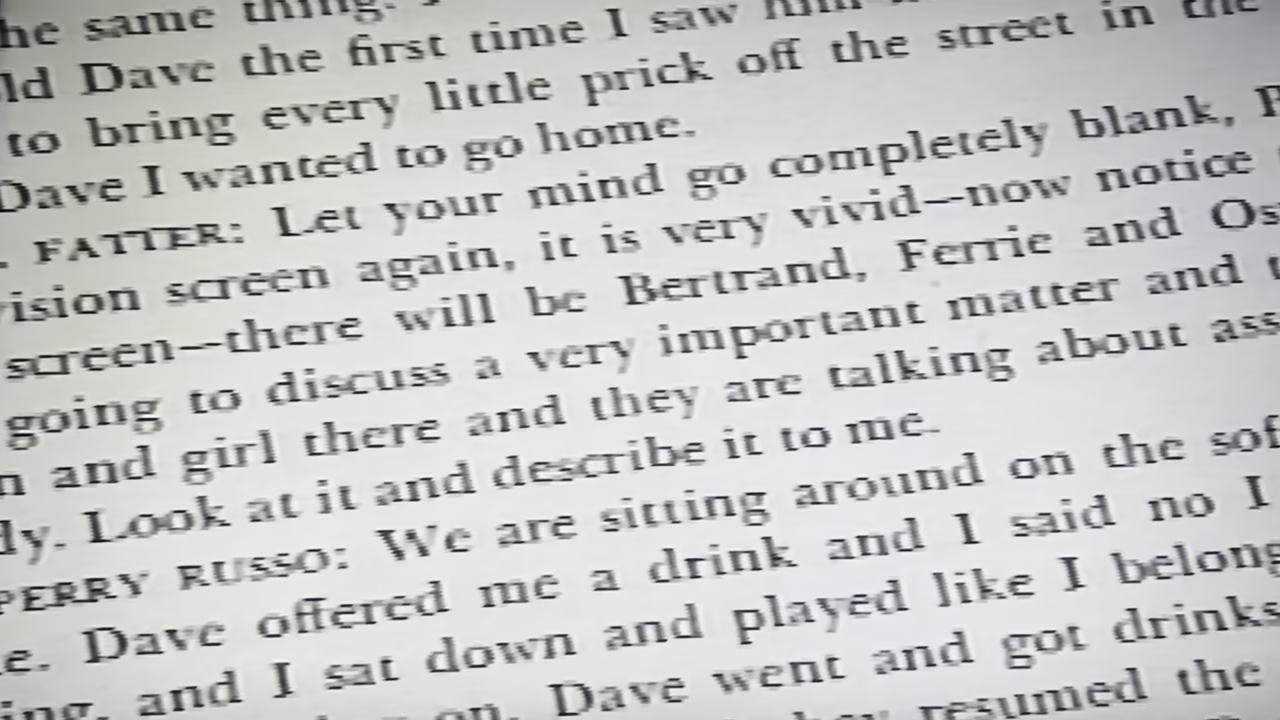 he same thing.
ld Dave the first time I saw him
to bring every little prick off the street in the
Dave I wanted to go home.
. FATTER: Let your mind go completely blank, P
vision screen again, it is very vivid—now notice
screen—there will be Bertrand, Ferrie and Os
going to discuss a very important matter and t
n and girl there and they are talking about ass
ly. Look at it and describe it to me.
PERRY RUSSO: We are sitting around on the sof
e. Dave offered me a drink and I said no I
ing, and I sat down and played like I belong
on. Dave went and got drinks
resumed the